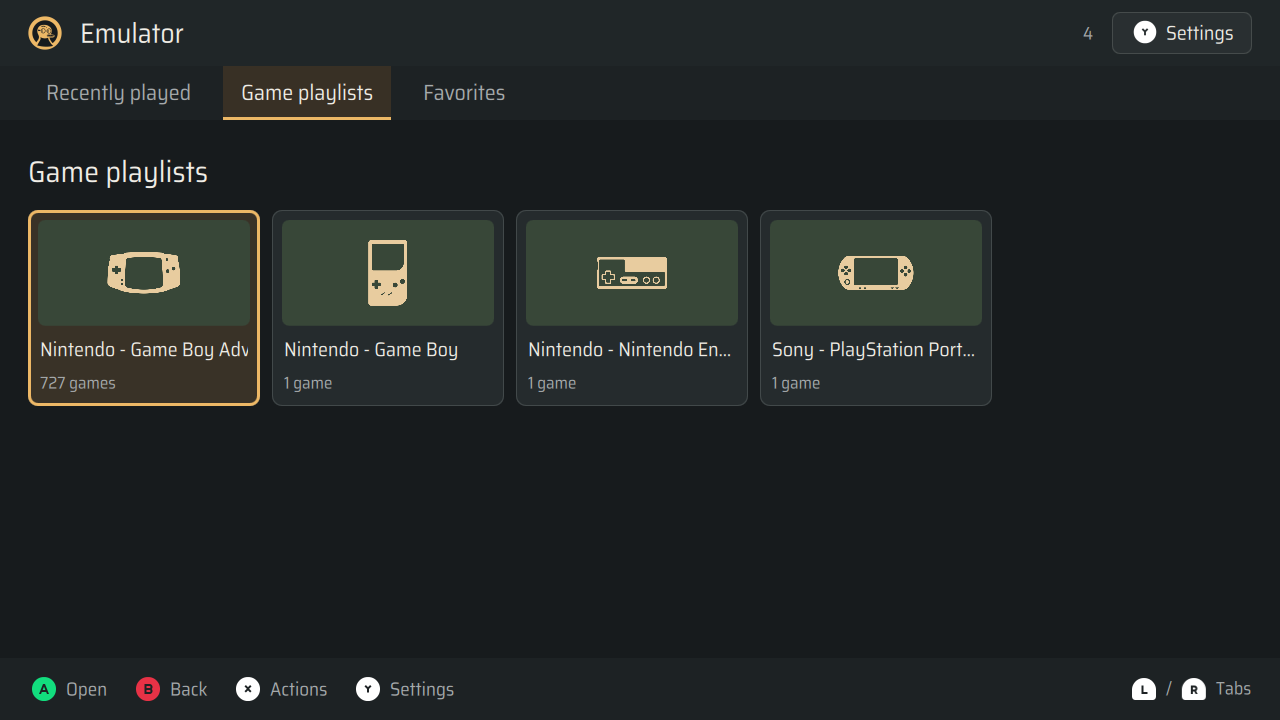 Emulator
4
Y Settings
Recently played
Game playlists
Favorites
Game playlists
Nintendo - Game Boy Adv
727 games
Nintendo - Game Boy
1 game
Nintendo - Nintendo En...
1 game
Sony - PlayStation Port...
1 game
A Open
B Back
X Actions
Y Settings
L / R Tabs